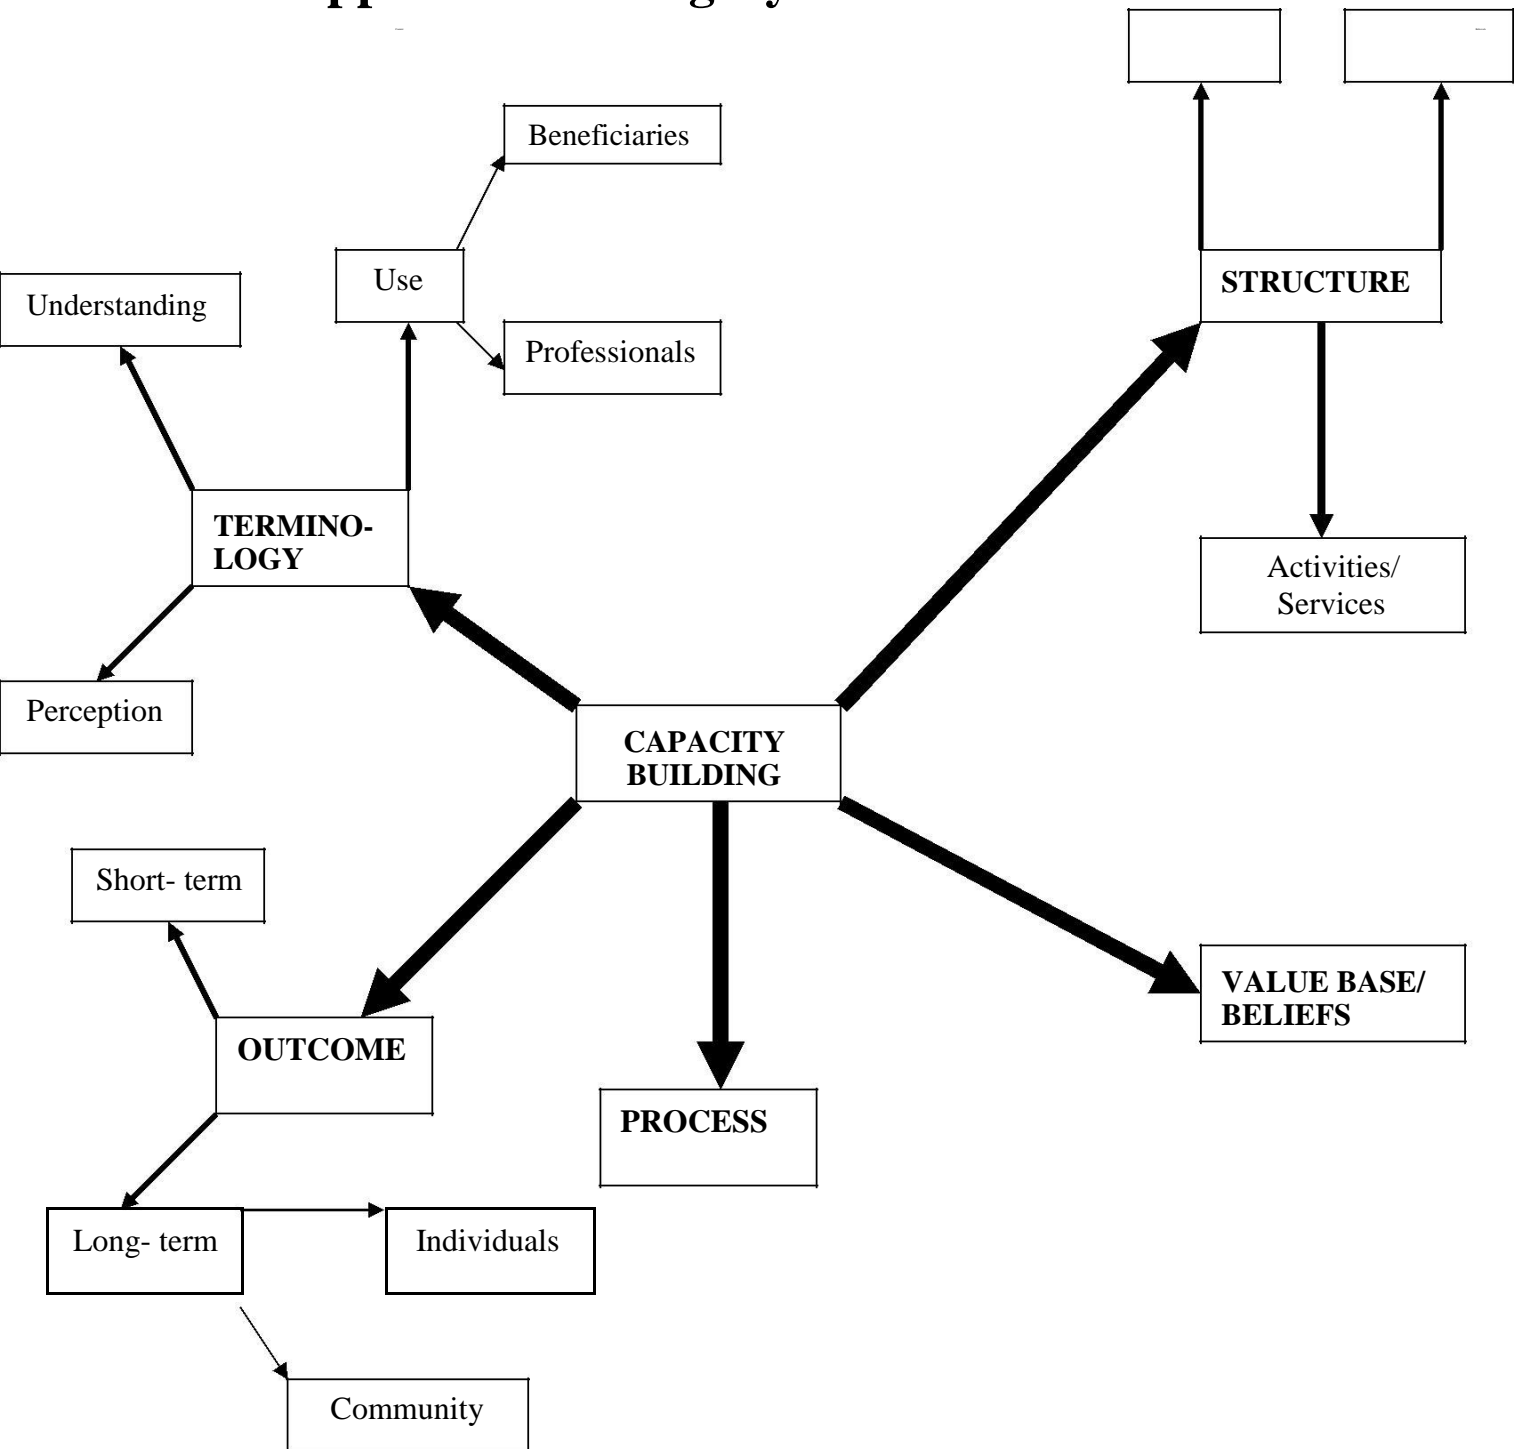 Beneficiaries
Use
STRUCTURE
Understanding
Professionals
TERMINO-
LOGY
Activities/
Services
Perception
CAPACITY
BUILDING
Short- term
VALUE BASE/
BELIEFS
OUTCOME
PROCESS
Long- term
Individuals
Community